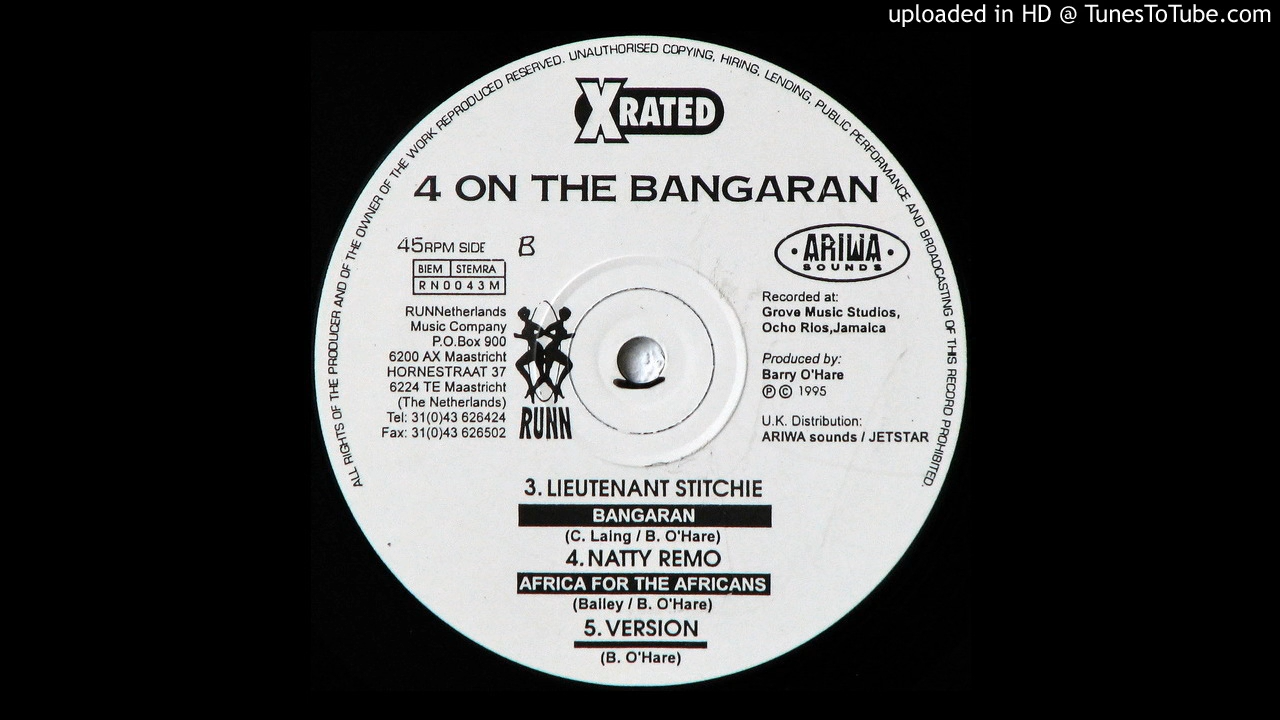 uploaded in HD @ TunesToTube.com
ALL RIGHTS OF THE PRODUCER AND OF THE OWNER OF THE WORK REPRODUCED RESERVED. UNAUTHORISED COPYING, HIRING, LENDING, PUBLIC PERFORMANCE AND BROADCASTING OF THIS RECORD PROHIBITED.
XRATED
4 ON THE BANGARAN
45RPM SIDE B
BIEM STEMRA
RN0043M
RUNNetherlands
Music Company
P.O.Box 900
6200 AX Maastricht
HORNESTRAAT 37
6224 TE Maastricht
(The Netherlands)
Tel: 31(0)43 626424
Fax: 31(0)43 626502
RUNN
ARIWA
SOUNDS
Recorded at:
Grove Music Studios,
Ocho Rios,Jamaica
Produced by:
Barry O'Hare
℗ © 1995
U.K. Distribution:
ARIWA sounds / JETSTAR
3. LIEUTENANT STITCHIE
BANGARAN
(C. Laing / B. O'Hare)
4. NATTY REMO
AFRICA FOR THE AFRICANS
(Bailey / B. O'Hare)
5. VERSION
(B. O'Hare)